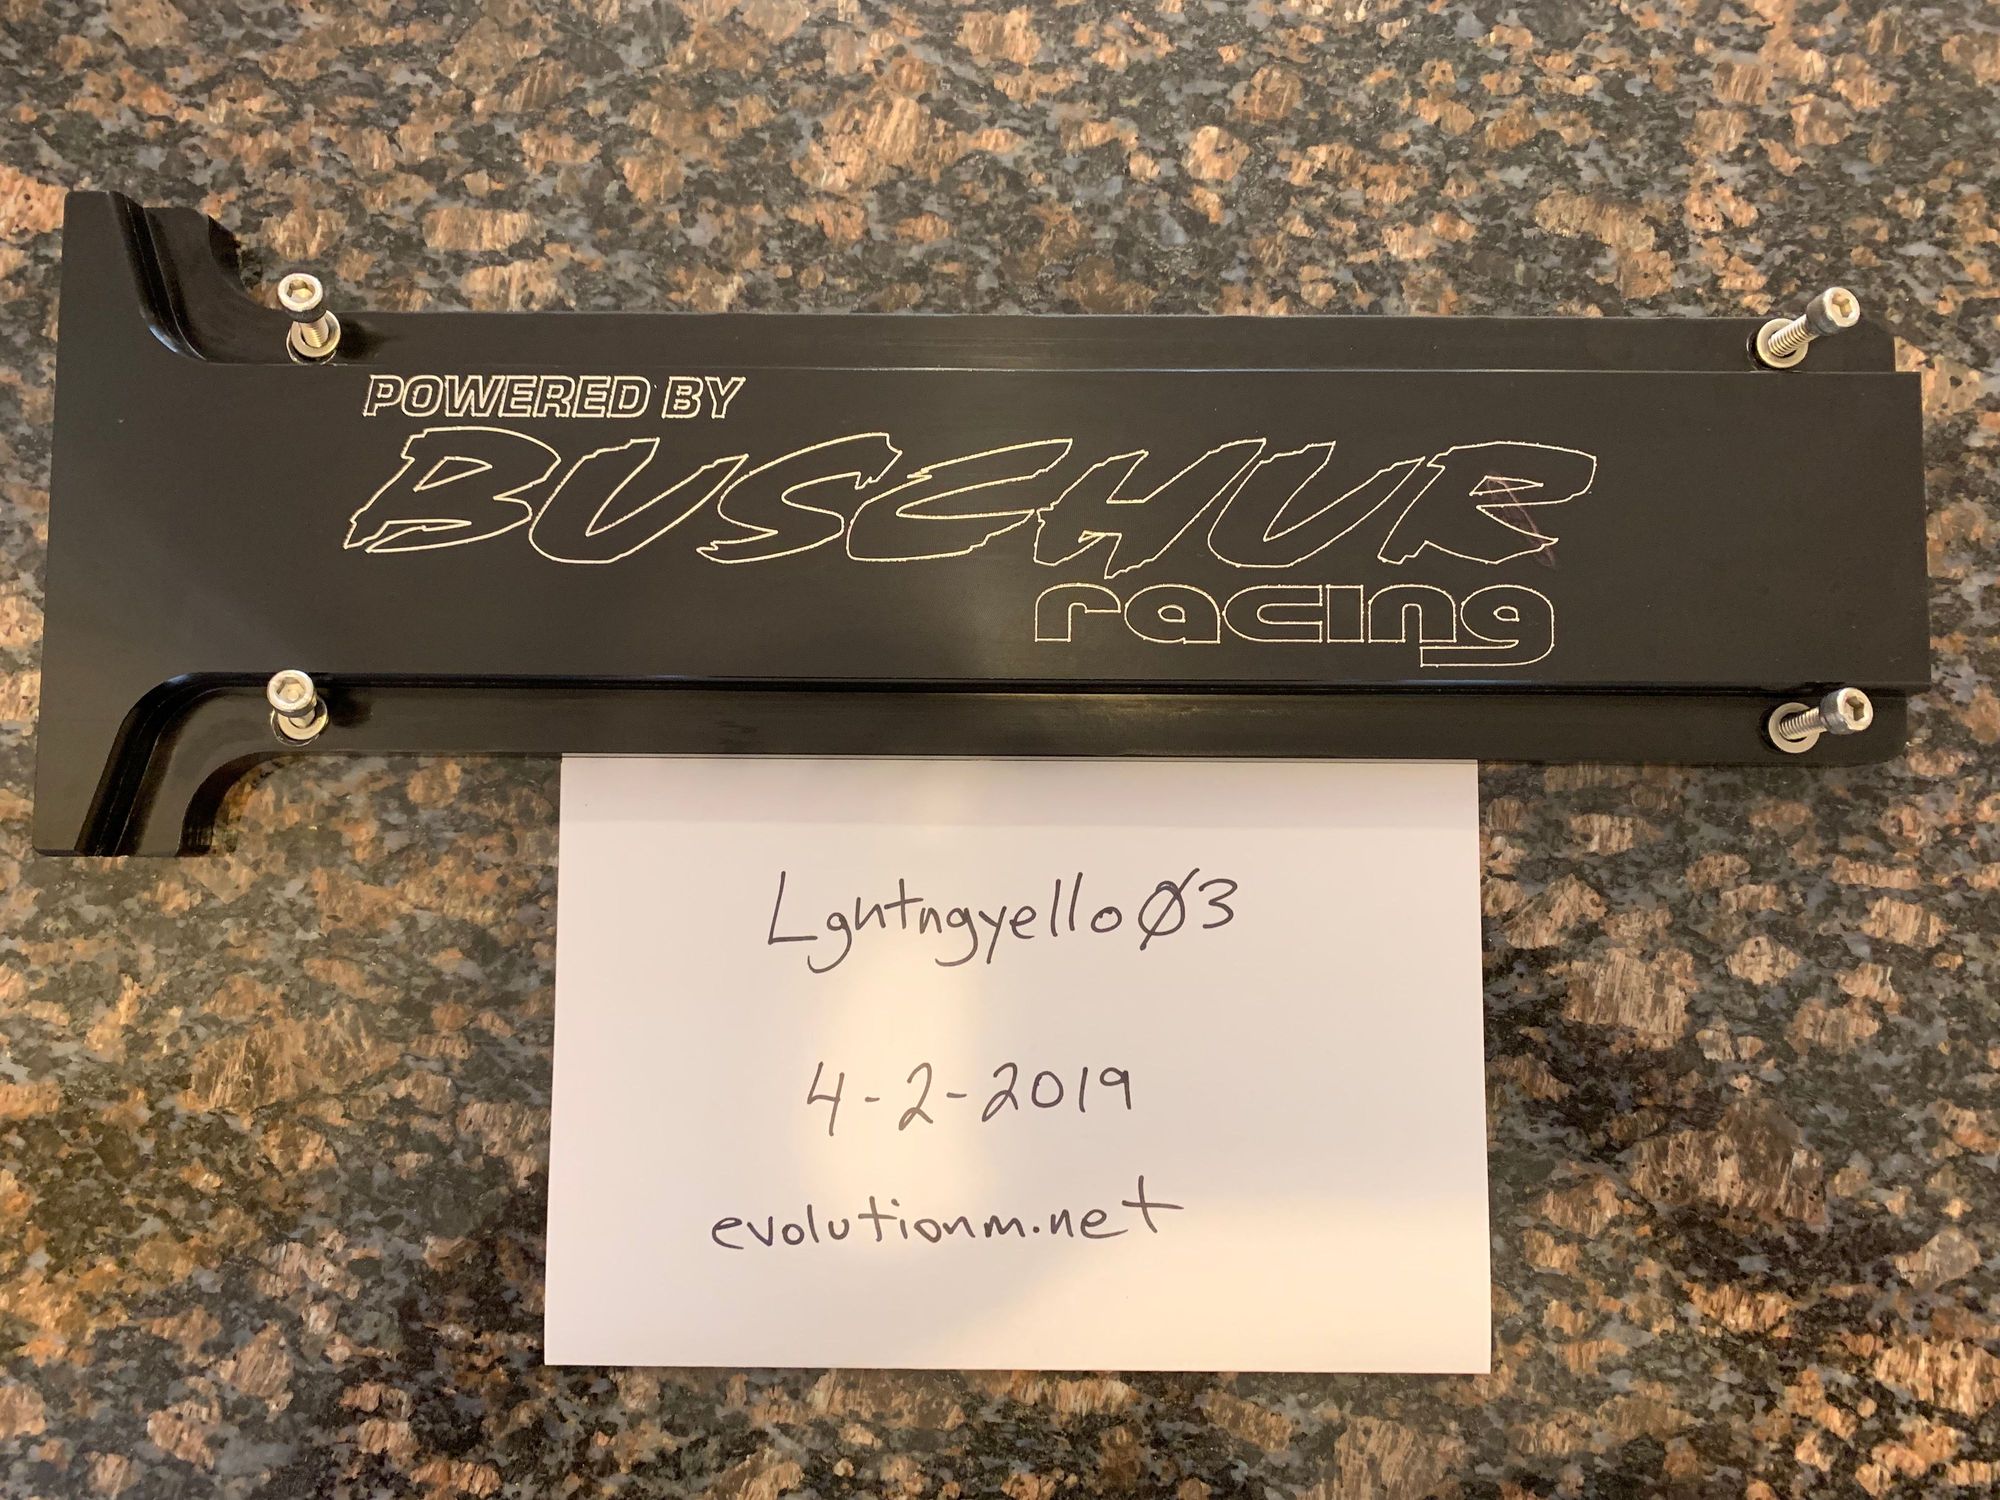 POWERED BY
BUSCHUR
racing
Lghtngyello03
4-2-2019
evolutionm.net